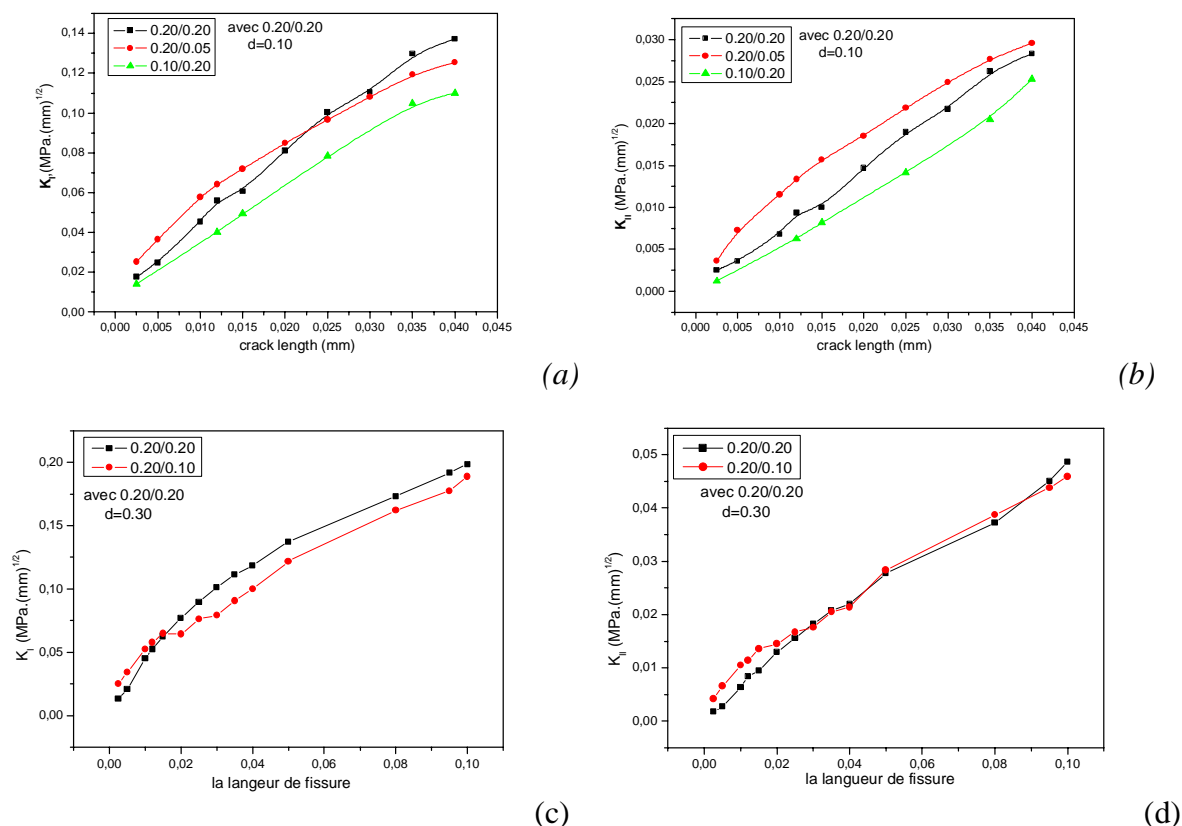 0.20/0.20
0.20/0.05
0.10/0.20
avec 0.20/0.20
d=0.10
0,14
0,12
0,10
0,08
0,06
0,04
0,02
0,00
K_I,(MPa.(mm)^1/2
0,000 0,005 0,010 0,015 0,020 0,025 0,030 0,035 0,040 0,045
crack length (mm)
(a)
0.20/0.20
0.20/0.05
0.10/0.20
avec 0.20/0.20
d=0.10
0,030
0,025
0,020
0,015
0,010
0,005
0,000
K_II (MPa.(mm)^1/2
0,000 0,005 0,010 0,015 0,020 0,025 0,030 0,035 0,040 0,045
crack length (mm)
(b)
0.20/0.20
0.20/0.10
avec 0.20/0.20
d=0.30
0,20
0,15
0,10
0,05
0,00
K_I (MPa.(mm)^1/2
0,00 0,02 0,04 0,06 0,08 0,10
la langeur de fissure
(c)
0.20/0.20
0.20/0.10
avec 0.20/0.20
d=0.30
0,05
0,04
0,03
0,02
0,01
0,00
K_II (MPa.(mm)^1/2
0,00 0,02 0,04 0,06 0,08 0,10
la langueur de fissure
(d)